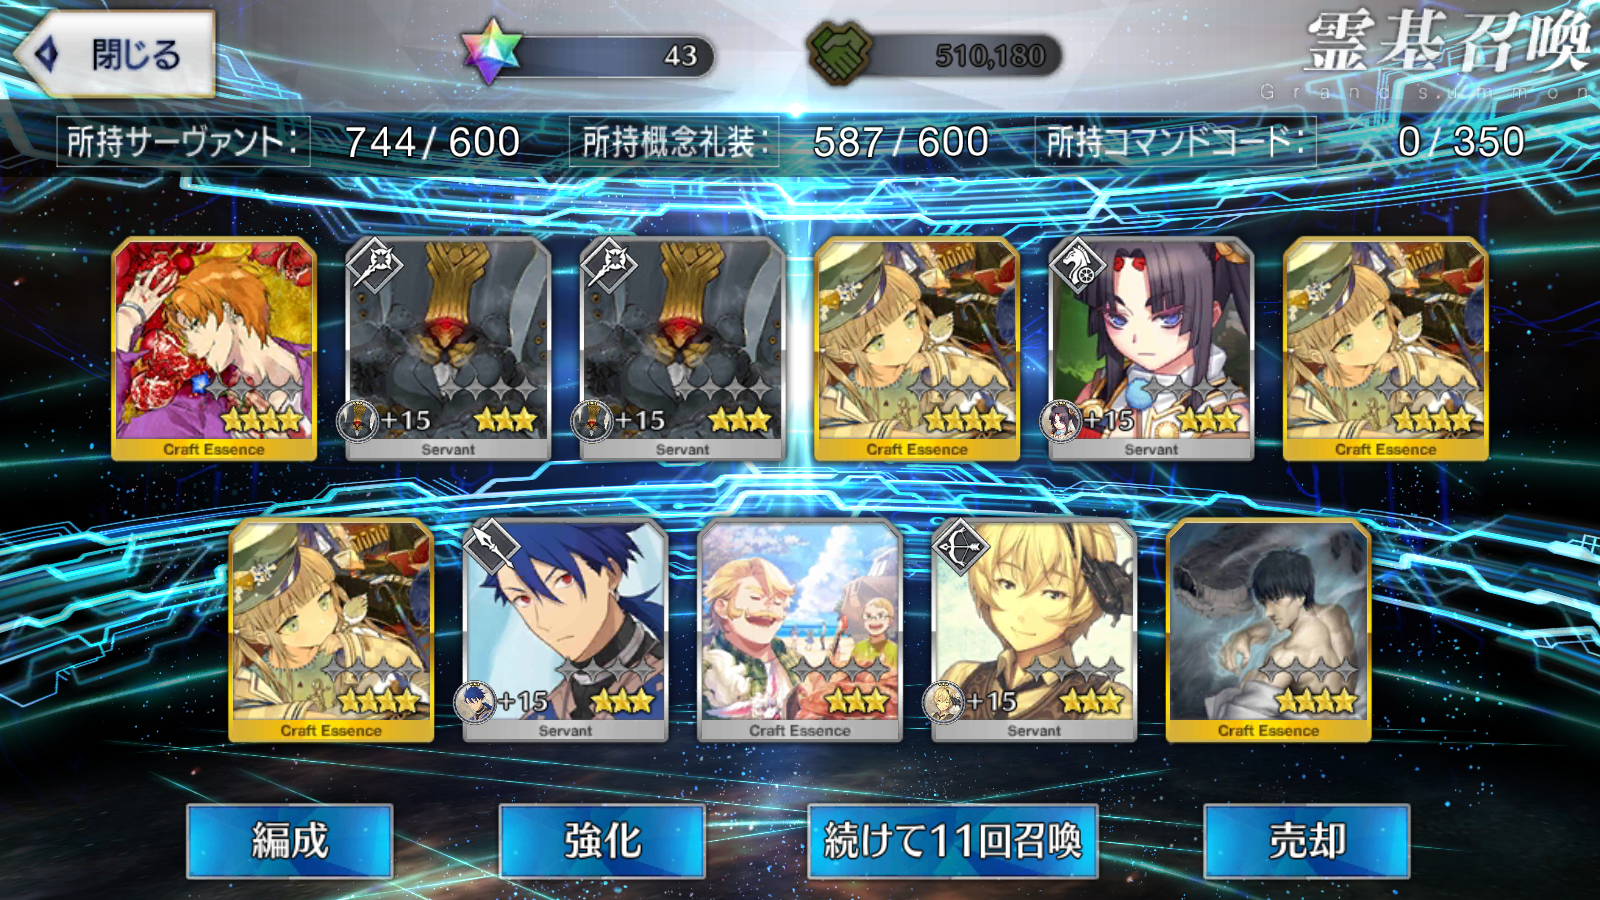 閉じる
43
510,180
霊基召喚
Grand summon
所持サーヴァント: 744 / 600 所持概念礼装: 587 / 600 所持コマンドコード: 0 / 350
Craft Essence
+15
Servant
+15
Servant
Craft Essence
+15
Servant
Craft Essence
Craft Essence
+15
Servant
Craft Essence
+15
Servant
Craft Essence
編成
強化
続けて11回召喚
売却